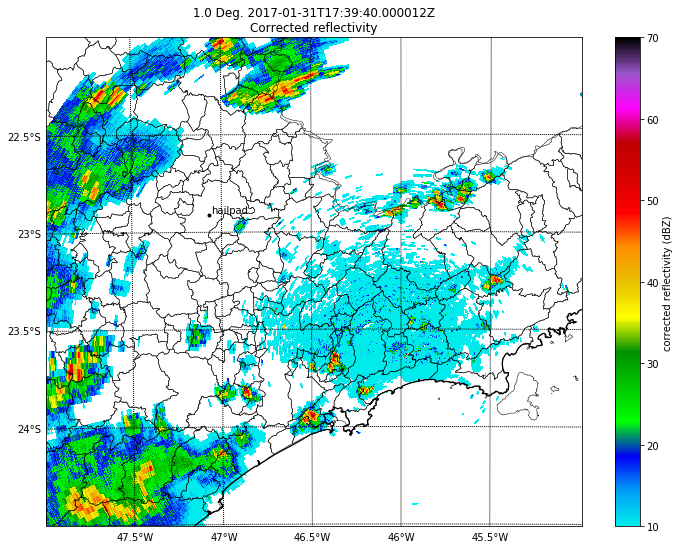 1.0 Deg. 2017-01-31T17:39:40.000012Z
Corrected reflectivity
70
60
50
40
30
20
10
corrected reflectivity (dBZ)
22.5°S
23°S
23.5°S
24°S
hailpad
47.5°W
47°W
46.5°W
46°W
45.5°W